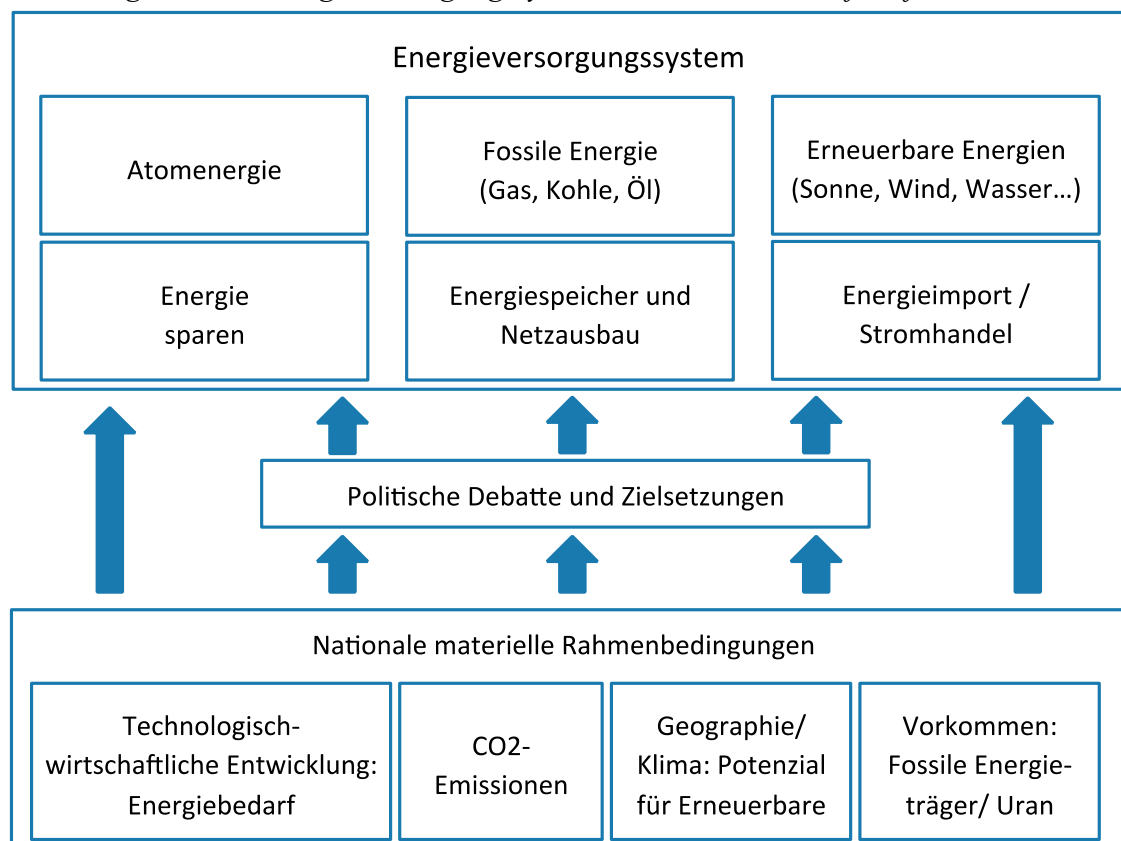 Energieversorgungssystem
Atomenergie
Fossile Energie
(Gas, Kohle, Öl)
Erneuerbare Energien
(Sonne, Wind, Wasser…)
Energie
sparen
Energiespeicher und
Netzausbau
Energieimport /
Stromhandel
Politische Debatte und Zielsetzungen
Nationale materielle Rahmenbedingungen
Technologisch-
wirtschaftliche Entwicklung:
Energiebedarf
CO2-
Emissionen
Geographie/
Klima: Potenzial
für Erneuerbare
Vorkommen:
Fossile Energie-
träger/ Uran